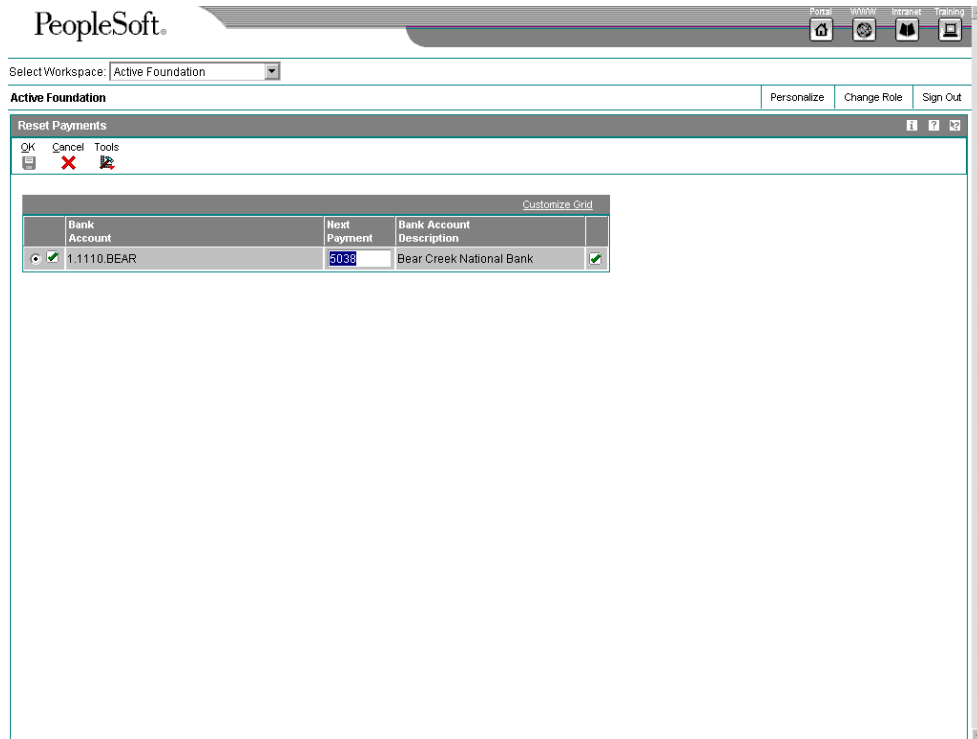 Portal WWW Intranet Training
PeopleSoft.
Select Workspace: Active Foundation
Active Foundation Personalize Change Role Sign Out
Reset Payments i ? ?
OK Cancel Tools
Customize Grid
Bank Next Bank Account
Account Payment Description
1.1110.BEAR 5038 Bear Creek National Bank